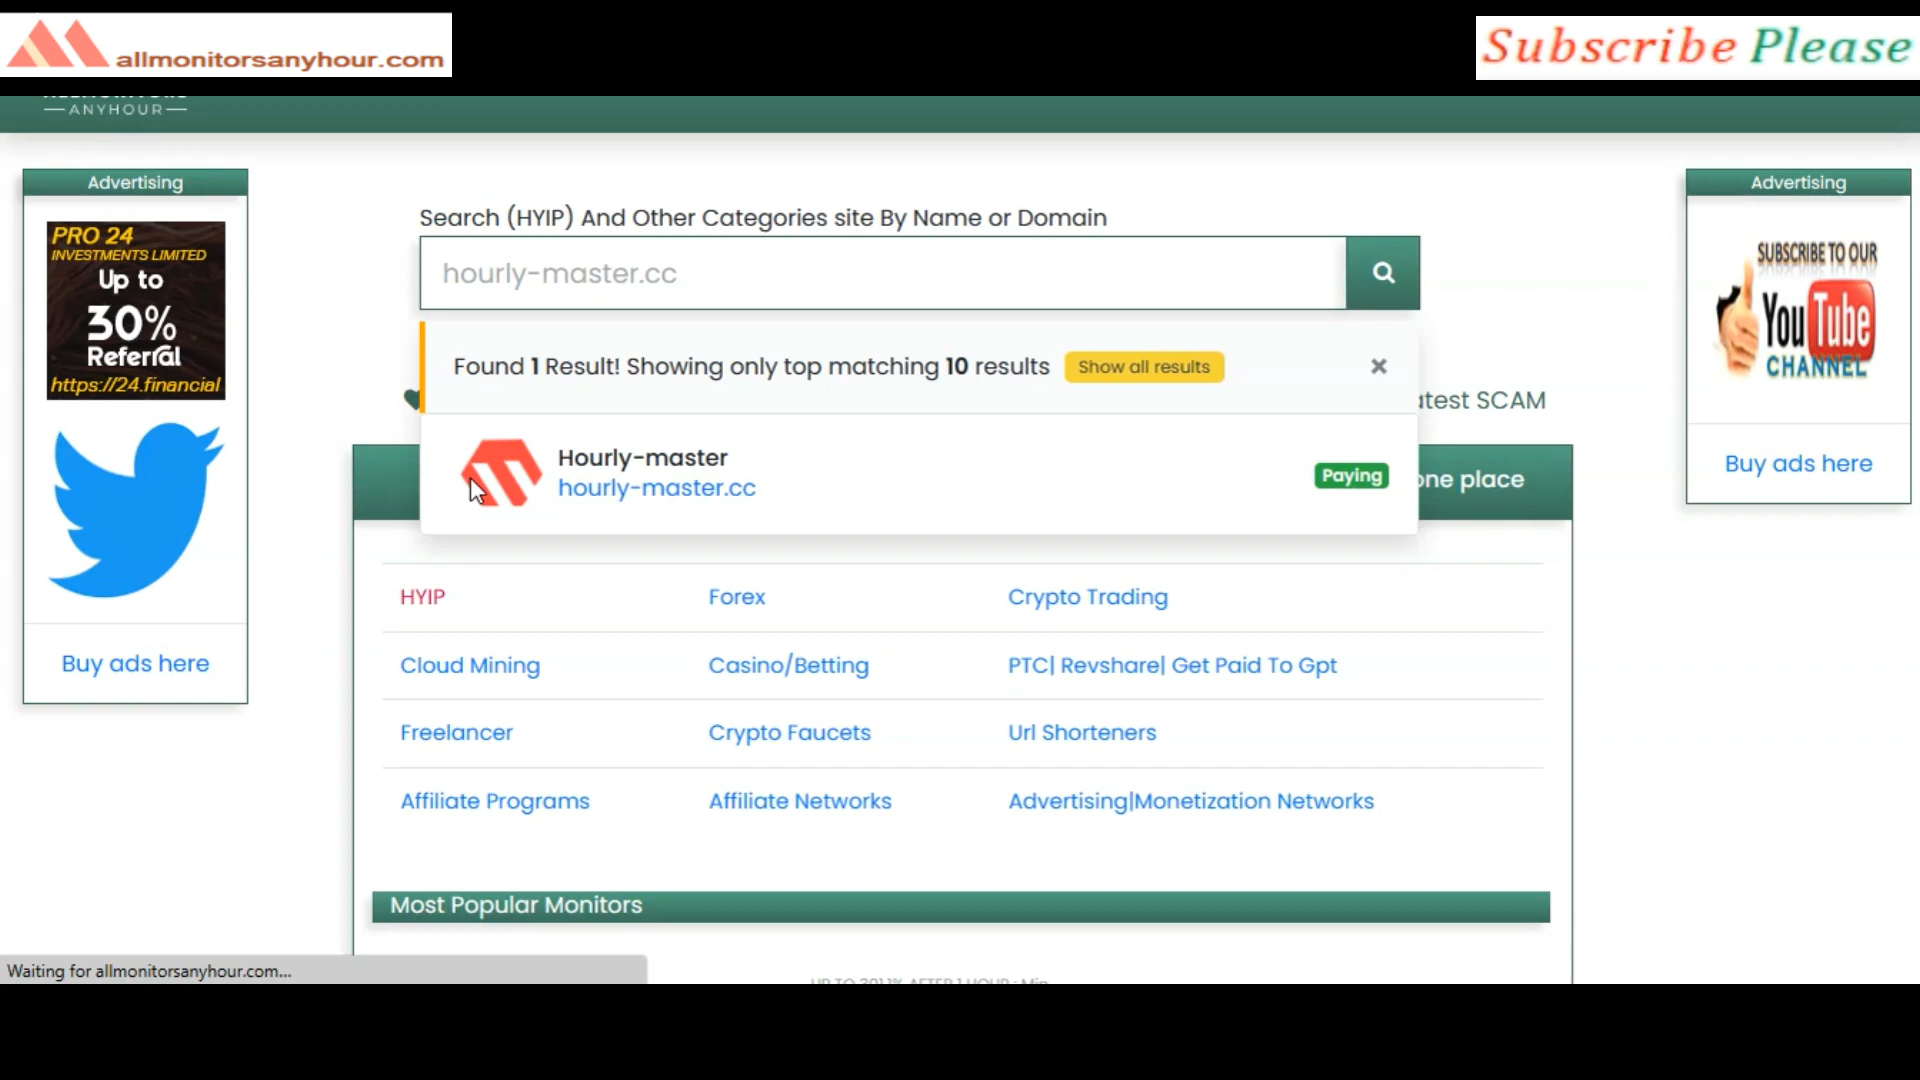 allmonitorsanyhour.com
Subscribe Please
ANYHOUR
Advertising
PRO 24
INVESTMENTS LIMITED
Up to
30%
Referral
https://24.financial
Buy ads here
Search (HYIP) And Other Categories site By Name or Domain
hourly-master.cc
Found 1 Result! Showing only top matching 10 results
Show all results
×
SCAM
Hourly-master
hourly-master.cc
Paying
one place
HYIP
Forex
Crypto Trading
Cloud Mining
Casino/Betting
PTC| Revshare| Get Paid To Gpt
Freelancer
Crypto Faucets
Url Shorteners
Affiliate Programs
Affiliate Networks
Advertising|Monetization Networks
Most Popular Monitors
Advertising
SUBSCRIBE TO OUR
YouTube
CHANNEL
Buy ads here
Waiting for allmonitorsanyhour.com...